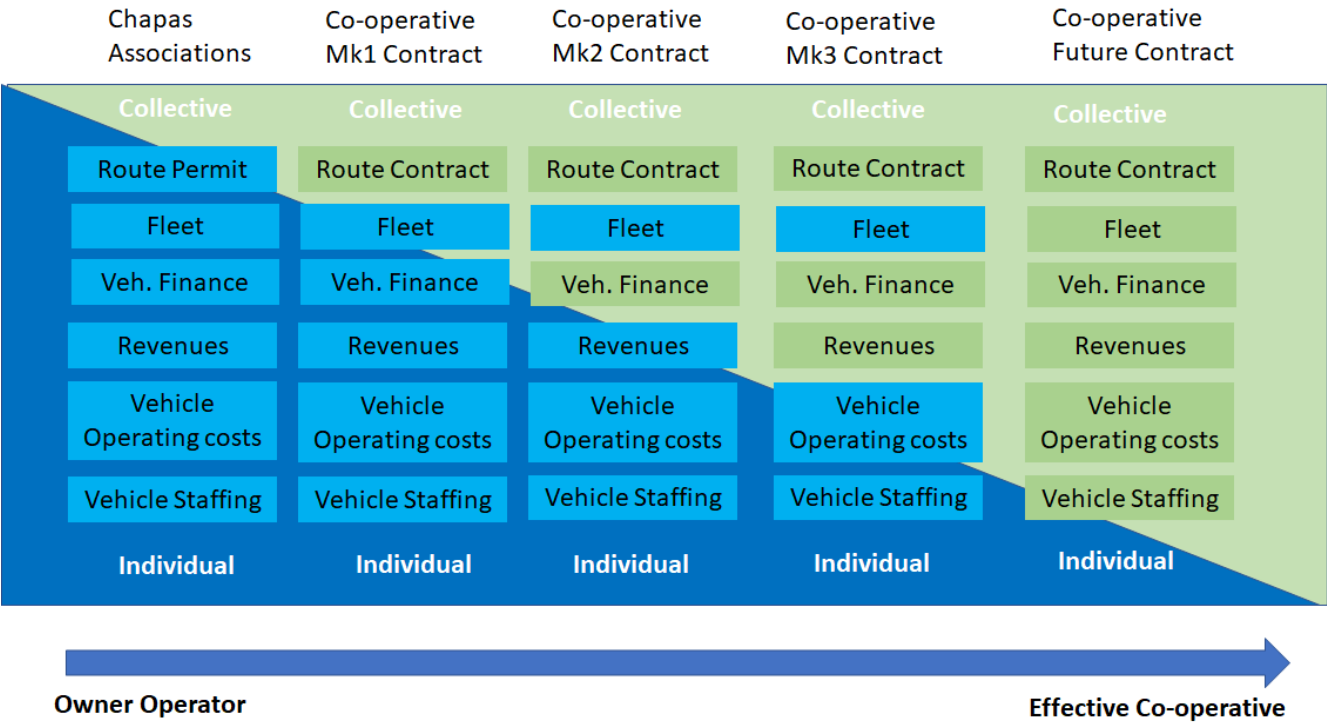 Chapas
Associations
Co-operative
Mk1 Contract
Co-operative
Mk2 Contract
Co-operative
Mk3 Contract
Co-operative
Future Contract
Collective
Collective
Collective
Collective
Collective
Route Permit
Route Contract
Route Contract
Route Contract
Route Contract
Fleet
Fleet
Fleet
Fleet
Fleet
Veh. Finance
Veh. Finance
Veh. Finance
Veh. Finance
Veh. Finance
Revenues
Revenues
Revenues
Revenues
Revenues
Vehicle
Operating costs
Vehicle
Operating costs
Vehicle
Operating costs
Vehicle
Operating costs
Vehicle
Operating costs
Vehicle Staffing
Vehicle Staffing
Vehicle Staffing
Vehicle Staffing
Vehicle Staffing
Individual
Individual
Individual
Individual
Individual
Owner Operator
Effective Co-operative